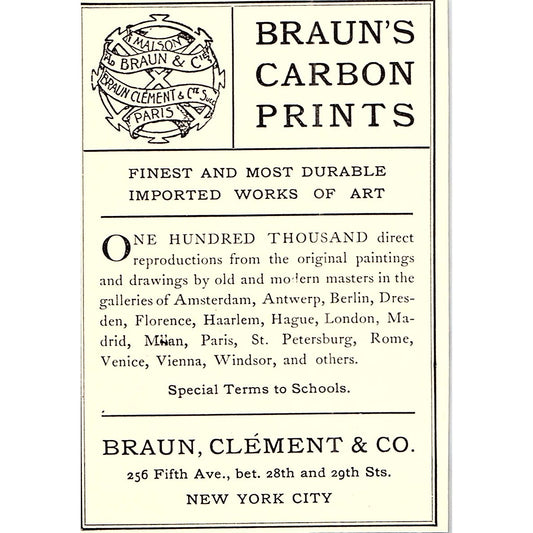 MAISON
AD BRAUN & CIE
BRAUN CLÉMENT & CIE Succ
PARIS
BRAUN'S
CARBON
PRINTS
FINEST AND MOST DURABLE
IMPORTED WORKS OF ART
ONE HUNDRED THOUSAND direct
reproductions from the original paintings
and drawings by old and modern masters in the
galleries of Amsterdam, Antwerp, Berlin, Dres-
den, Florence, Haarlem, Hague, London, Ma-
drid, Milan, Paris, St. Petersburg, Rome,
Venice, Vienna, Windsor, and others.
Special Terms to Schools.
BRAUN, CLÉMENT & CO.
256 Fifth Ave., bet. 28th and 29th Sts.
NEW YORK CITY